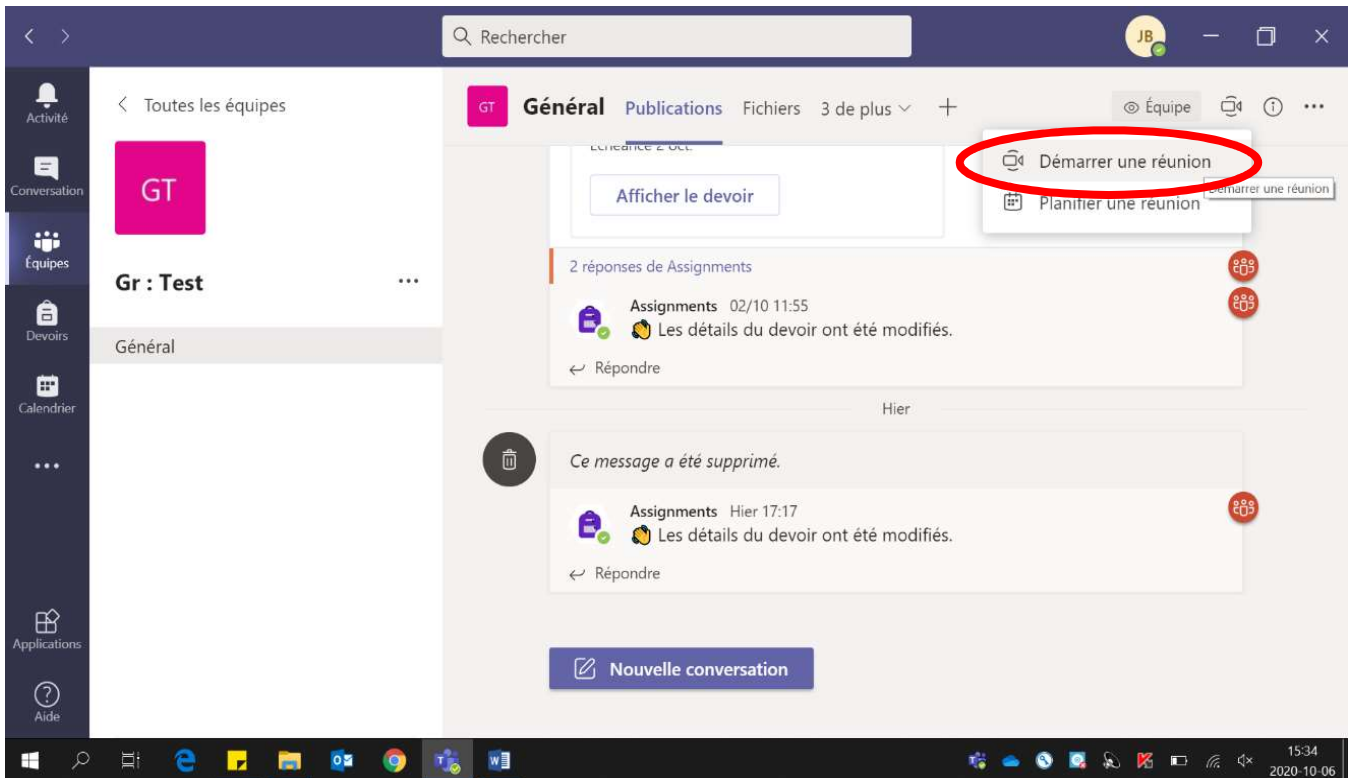 Rechercher
JB
Activité
Conversation
Équipes
Devoirs
Calendrier
Applications
Aide
Toutes les équipes
GT
Gr : Test
Général
GT Général Publications Fichiers 3 de plus Équipe
Démarrer une réunion
Démarrer une réunion
Planifier une réunion
Échéance 2 oct.
Afficher le devoir
2 réponses de Assignments
Assignments 02/10 11:55
Les détails du devoir ont été modifiés.
Répondre
Hier
Ce message a été supprimé.
Assignments Hier 17:17
Les détails du devoir ont été modifiés.
Répondre
Nouvelle conversation
15:34
2020-10-06